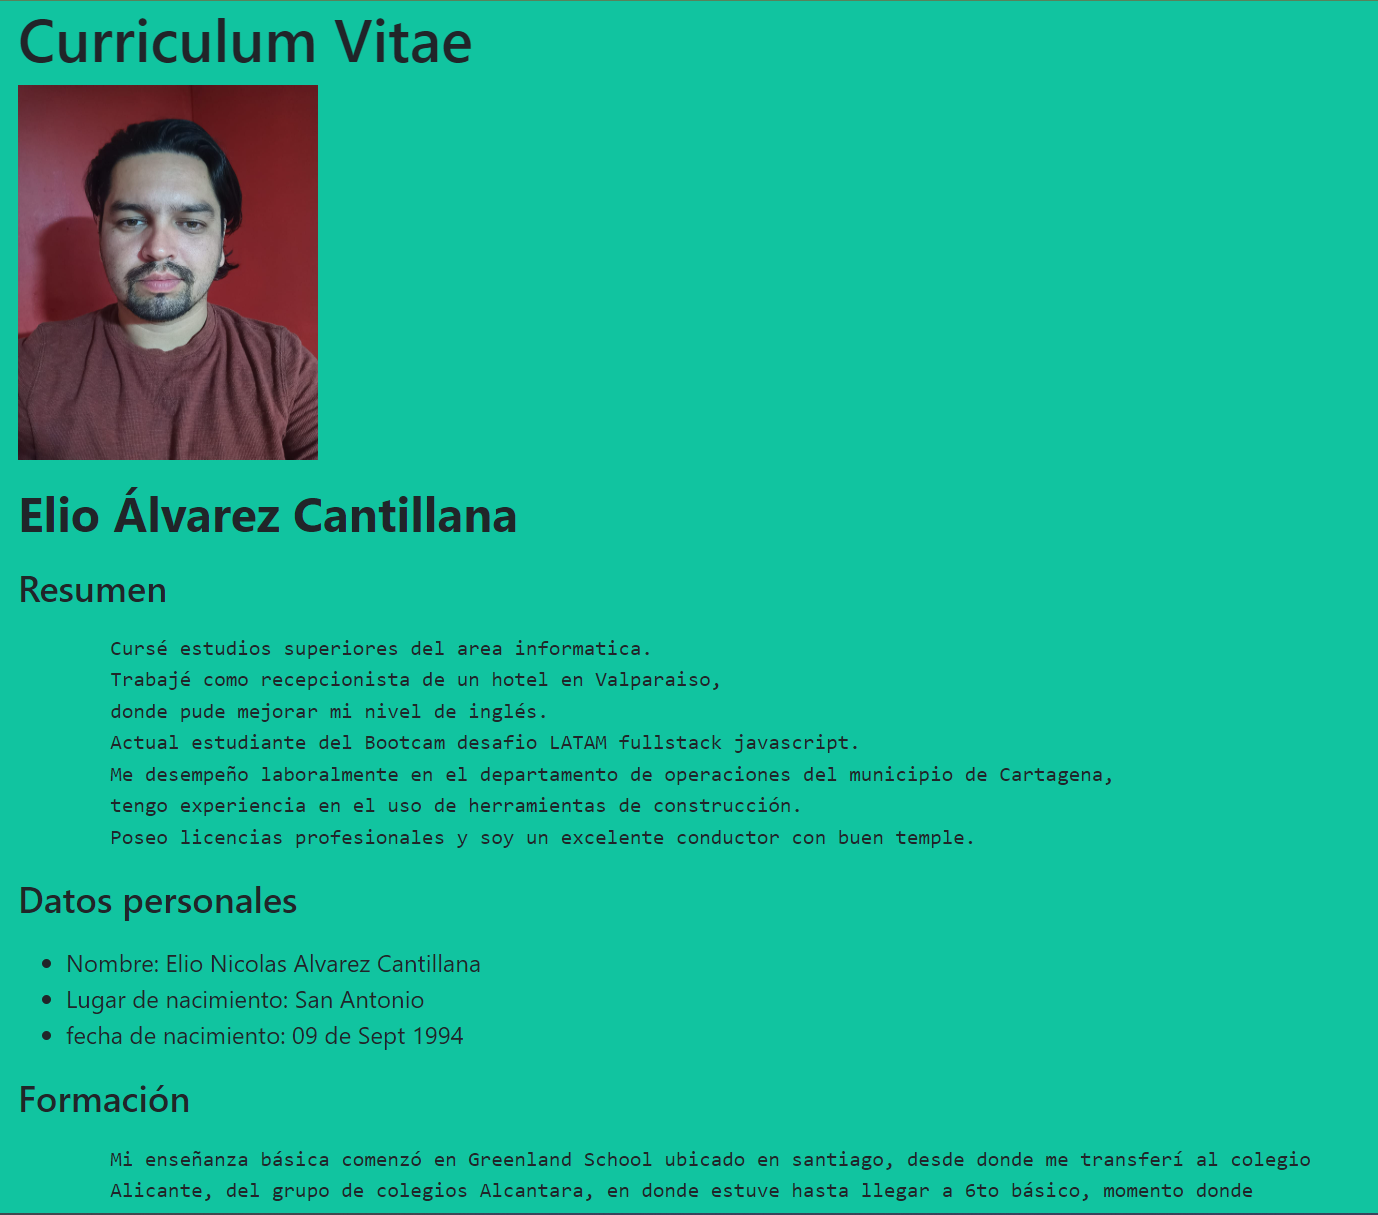 Curriculum Vitae
Elio Álvarez Cantillana
Resumen
Cursé estudios superiores del area informatica.
Trabajé como recepcionista de un hotel en Valparaiso,
donde pude mejorar mi nivel de inglés.
Actual estudiante del Bootcam desafio LATAM fullstack javascript.
Me desempeño laboralmente en el departamento de operaciones del municipio de Cartagena,
tengo experiencia en el uso de herramientas de construcción.
Poseo licencias profesionales y soy un excelente conductor con buen temple.
Datos personales
• Nombre: Elio Nicolas Alvarez Cantillana
• Lugar de nacimiento: San Antonio
• fecha de nacimiento: 09 de Sept 1994
Formación
Mi enseñanza básica comenzó en Greenland School ubicado en santiago, desde donde me transferí al colegio
Alicante, del grupo de colegios Alcantara, en donde estuve hasta llegar a 6to básico, momento donde